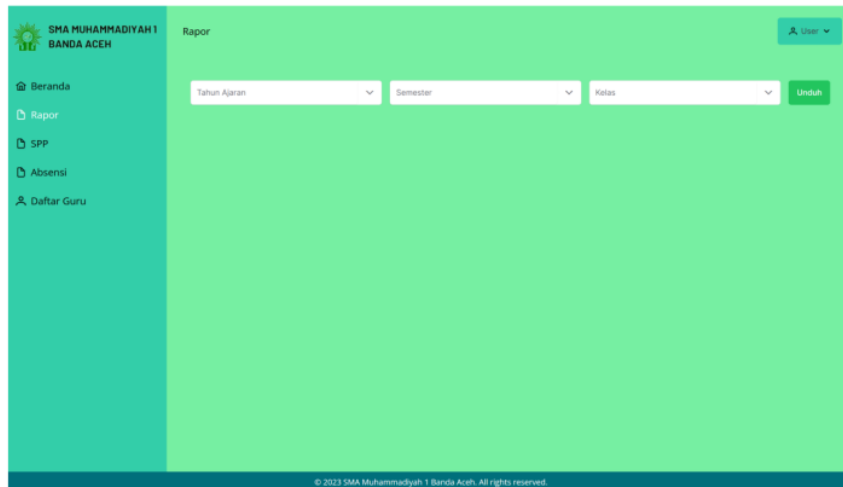 SMA MUHAMMADIYAH 1
BANDA ACEH
Rapor
User
Beranda
Rapor
SPP
Absensi
Daftar Guru
Tahun Ajaran
Semester
Kelas
Unduh
© 2023 SMA Muhammadiyah 1 Banda Aceh. All rights reserved.